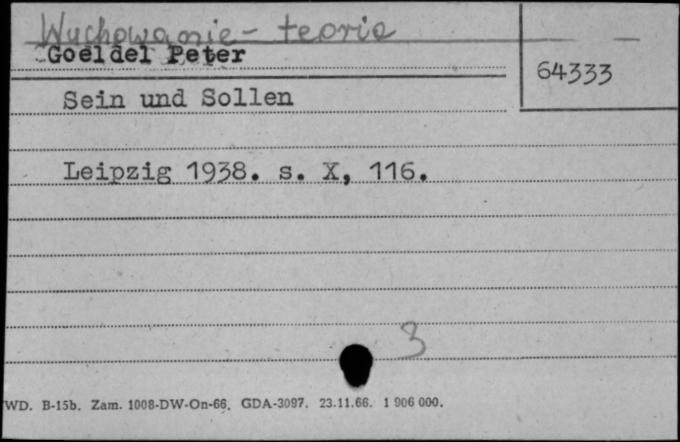 Wychowanie - teoria
Goeldel Peter
64333
Sein und Sollen
Leipzig 1938. s. X, 116.
3
WD. B-15b. Zam. 1008-DW-On-66. GDA-3097. 23.11.66. 1 906 000.